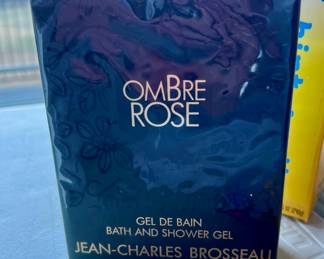 OMBRE
ROSE
GEL DE BAIN
BATH AND SHOWER GEL
JEAN-CHARLES BROSSEAU